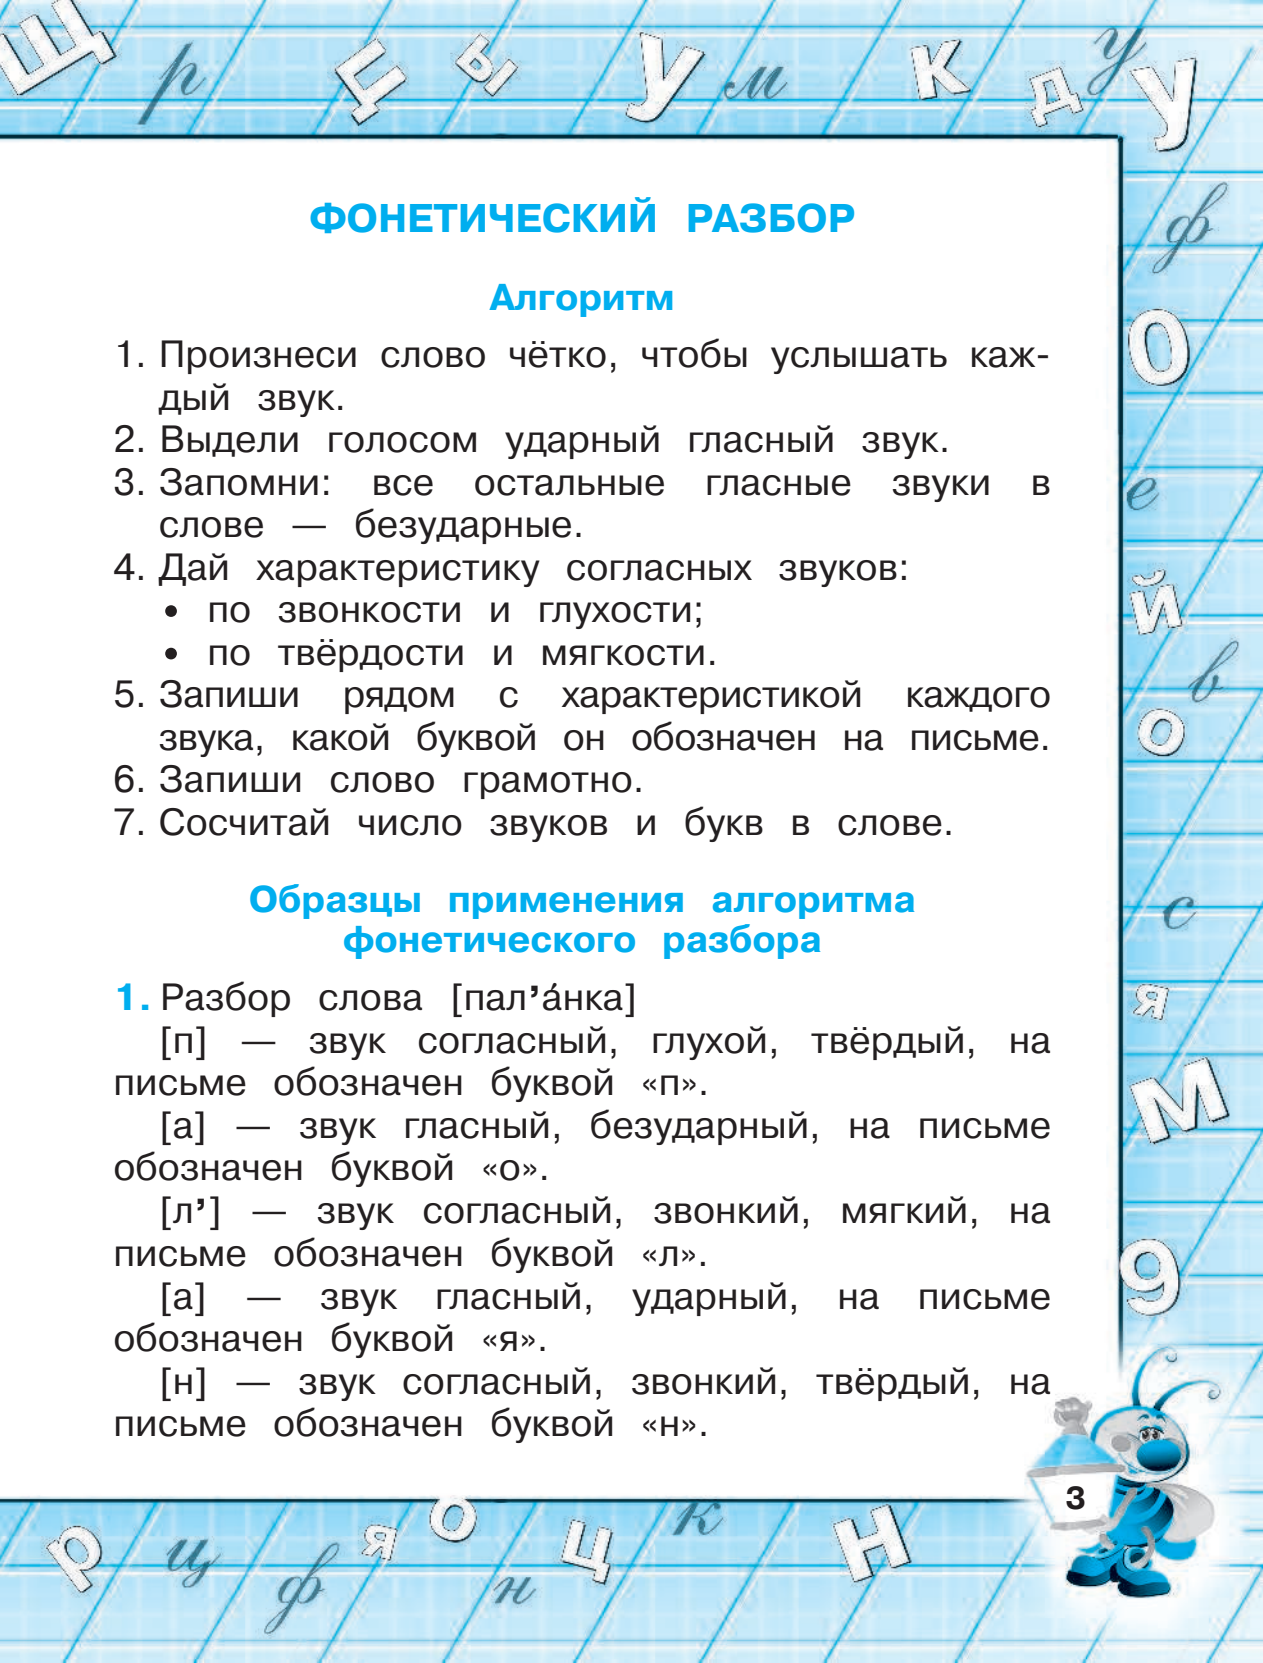 ФОНЕТИЧЕСКИЙ РАЗБОР
Алгоритм
1. Произнеси слово чётко, чтобы услышать каж-
дый звук.
2. Выдели голосом ударный гласный звук.
3. Запомни: все остальные гласные звуки в
слове — безударные.
4. Дай характеристику согласных звуков:
• по звонкости и глухости;
• по твёрдости и мягкости.
5. Запиши рядом с характеристикой каждого
звука, какой буквой он обозначен на письме.
6. Запиши слово грамотно.
7. Сосчитай число звуков и букв в слове.
Образцы применения алгоритма
фонетического разбора
1. Разбор слова [пал’а́нка]
[п] — звук согласный, глухой, твёрдый, на
письме обозначен буквой «п».
[а] — звук гласный, безударный, на письме
обозначен буквой «о».
[л’] — звук согласный, звонкий, мягкий, на
письме обозначен буквой «л».
[а] — звук гласный, ударный, на письме
обозначен буквой «я».
[н] — звук согласный, звонкий, твёрдый, на
письме обозначен буквой «н».
3